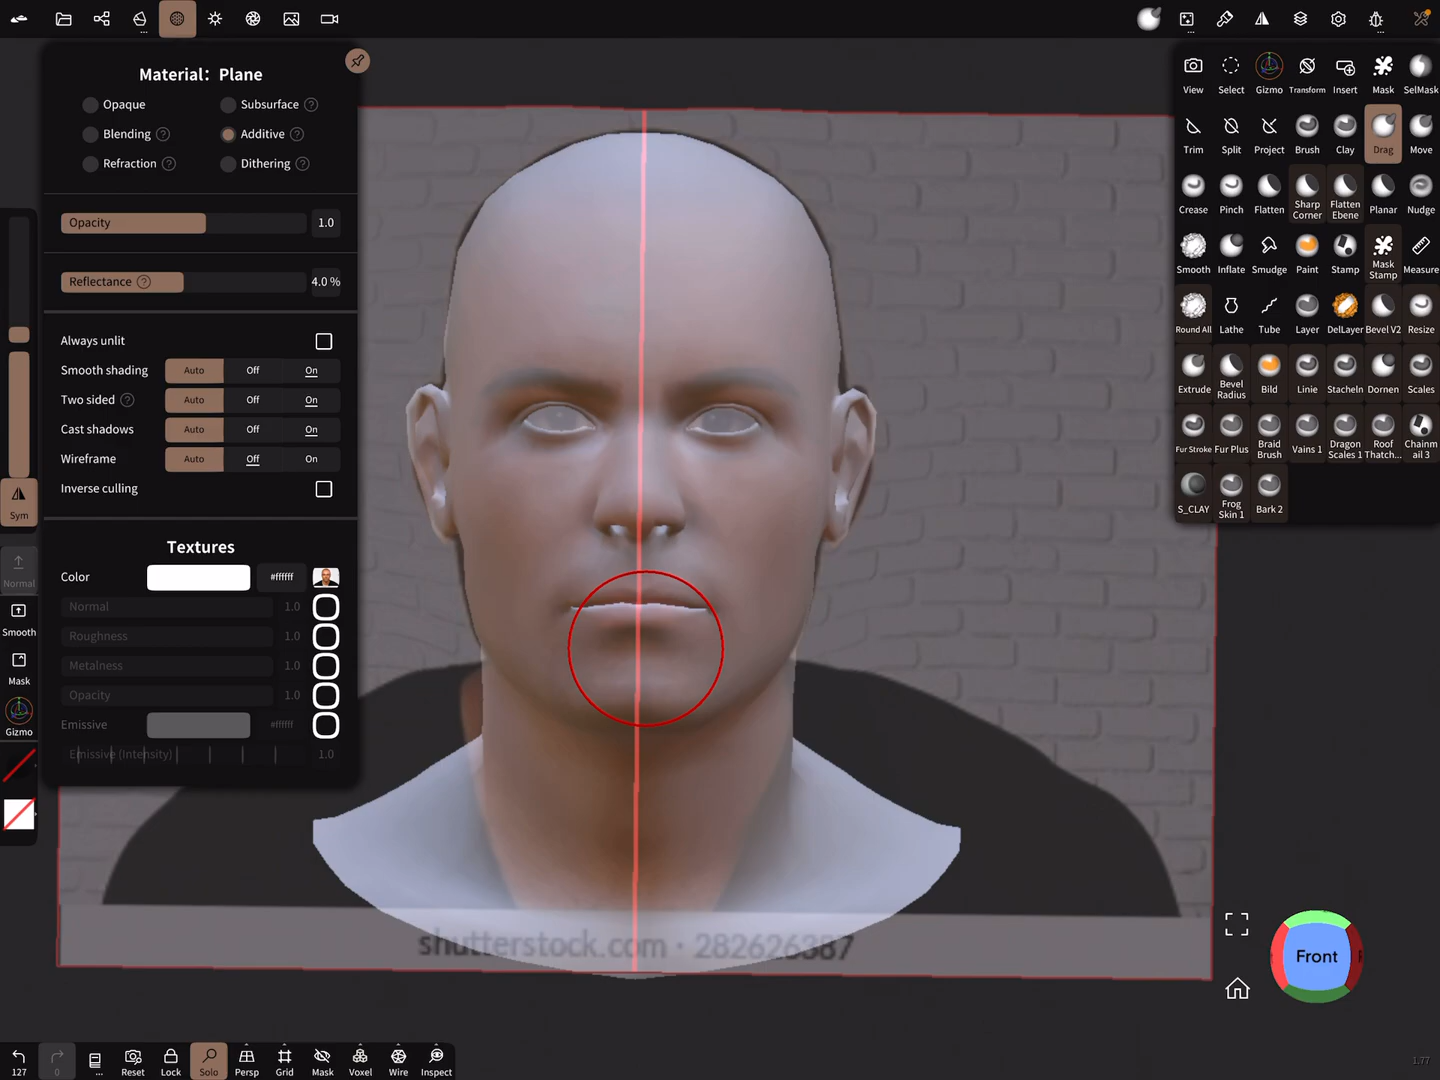 Material: Plane
Opaque
Subsurface ?
Blending ?
Additive ?
Refraction ?
Dithering ?
Opacity 1.0
Reflectance ? 4.0 %
Always unlit
Smooth shading Auto Off On
Two sided ? Auto Off On
Cast shadows Auto Off On
Wireframe Auto Off On
Inverse culling
Textures
Color #ffffff
Normal 1.0
Roughness 1.0
Metalness 1.0
Opacity 1.0
Emissive #ffffff
Emissive (Intensity) 1.0
Sym
Normal
Smooth
Mask
Gizmo
View Select Gizmo Transform Insert Mask SelMask
Trim Split Project Brush Clay Drag Move
Crease Pinch Flatten Sharp Corner Flatten Ebene Planar Nudge
Smooth Inflate Smudge Paint Stamp Mask Stamp Measure
Round All Lathe Tube Layer DelLayer Bevel V2 Resize
Extrude Bevel Radius Bild Linie Stacheln Dornen Scales
Fur Stroke Fur Plus Braid Brush Vains 1 Dragon Scales 1 Roof Thatch... Chainmail 3
S_CLAY Frog Skin 1 Bark 2
shutterstock.com · 282626387
Front
127 0 ... Reset Lock Solo Persp Grid Mask Voxel Wire Inspect
1.77